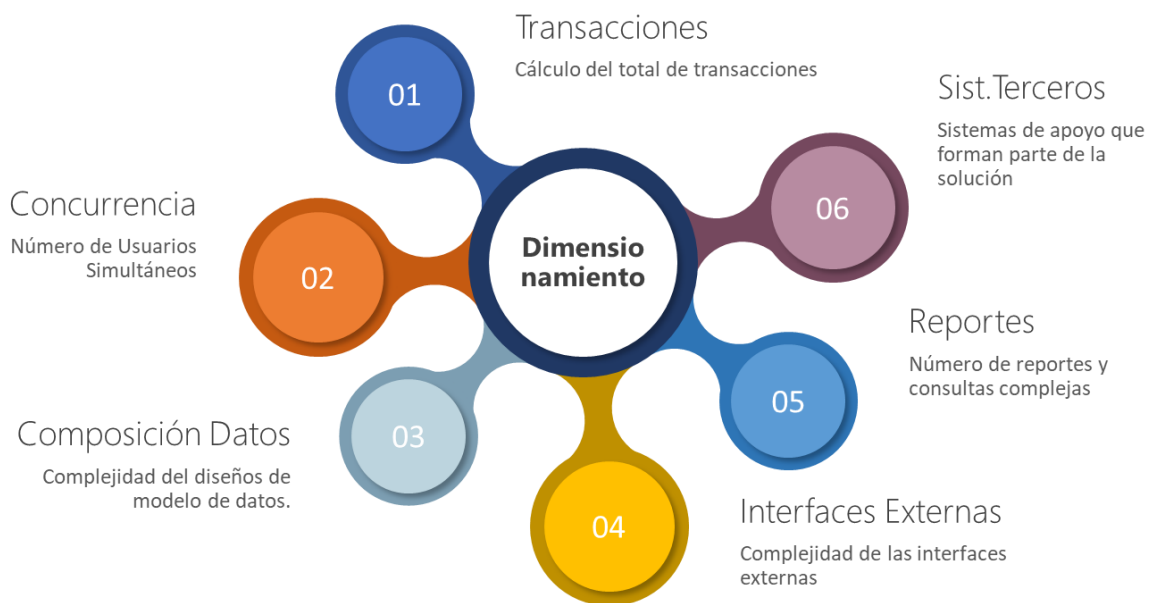 Dimensio
namiento
01
Transacciones
Cálculo del total de transacciones
02
Concurrencia
Número de Usuarios
Simultáneos
03
Composición Datos
Complejidad del diseños de
modelo de datos.
04
Interfaces Externas
Complejidad de las interfaces
externas
05
Reportes
Número de reportes y
consultas complejas
06
Sist.Terceros
Sistemas de apoyo que
forman parte de la
solución